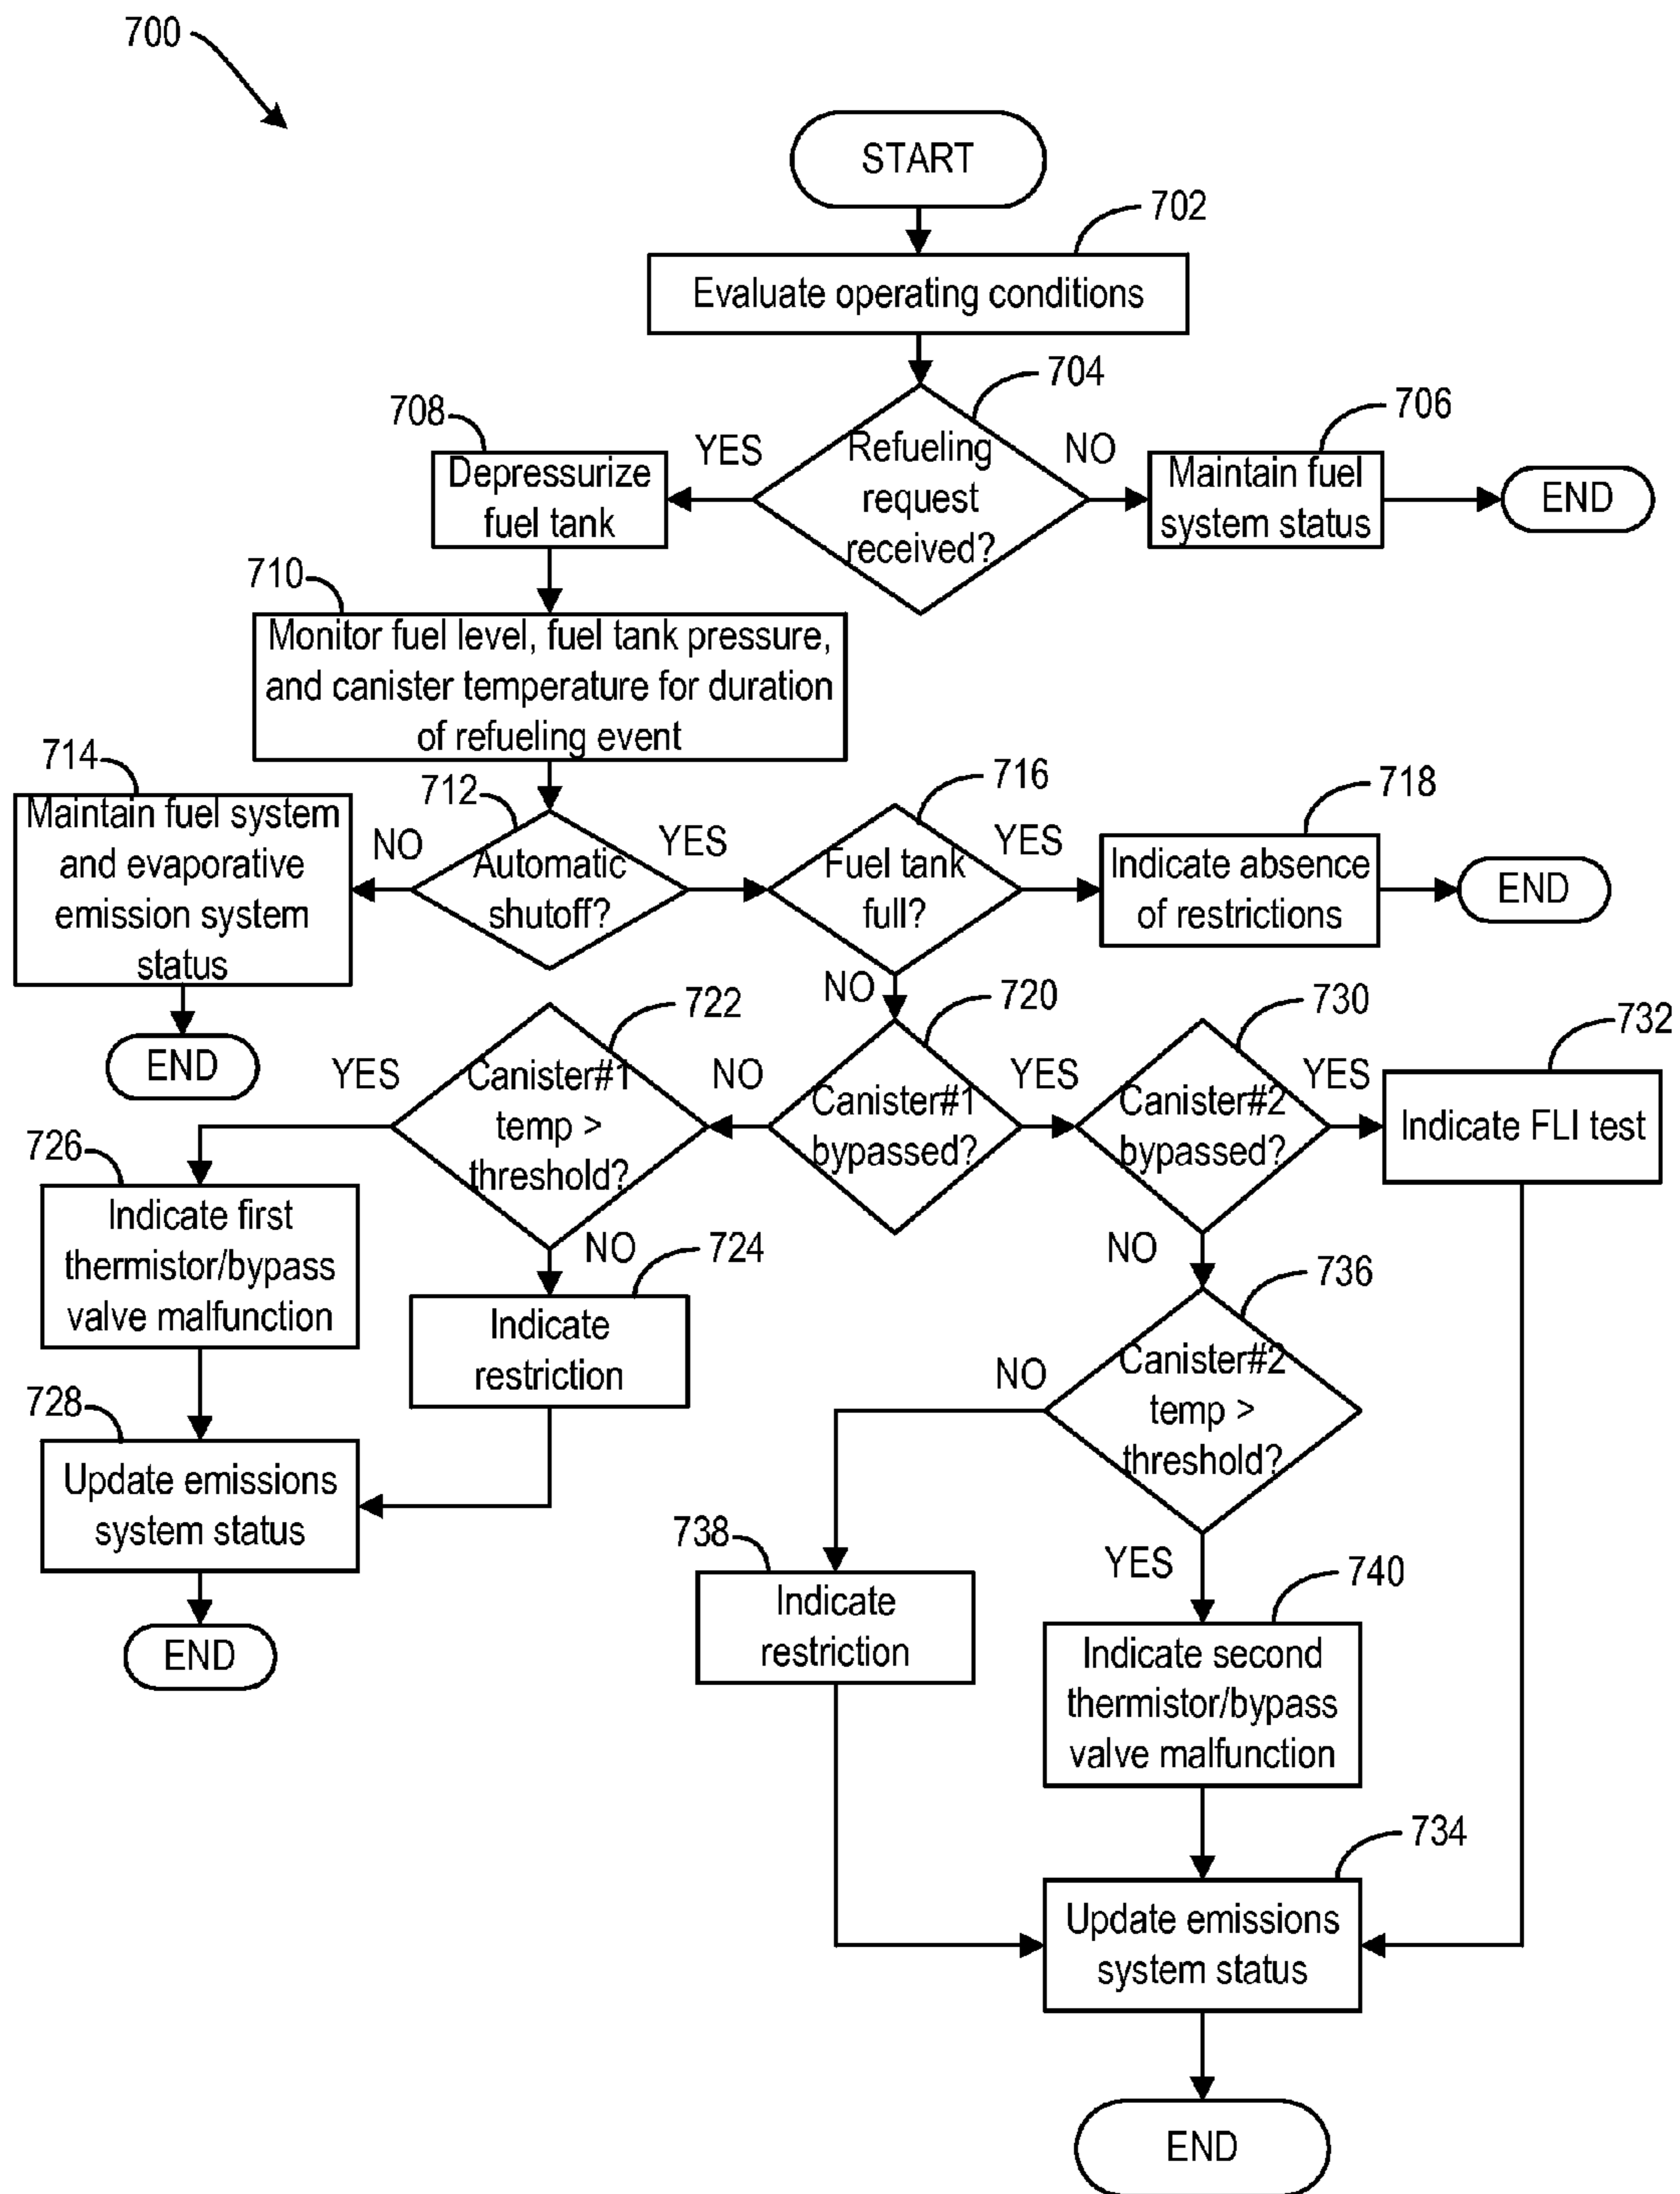 700
START
702
Evaluate operating conditions
704
Refueling
request
received?
YES
NO
708
Depressurize
fuel tank
706
Maintain fuel
system status
END
710
Monitor fuel level, fuel tank pressure,
and canister temperature for duration
of refueling event
714
Maintain fuel system
and evaporative
emission system
status
END
712
NO
Automatic
shutoff?
YES
716
Fuel tank
full?
YES
718
Indicate absence
of restrictions
END
NO
720
Canister#1
bypassed?
NO
YES
722
Canister#1
temp >
threshold?
YES
NO
724
Indicate
restriction
726
Indicate first
thermistor/bypass
valve malfunction
728
Update emissions
system status
END
730
Canister#2
bypassed?
YES
732
Indicate FLI test
NO
736
Canister#2
temp >
threshold?
NO
YES
738
Indicate
restriction
740
Indicate second
thermistor/bypass
valve malfunction
734
Update emissions
system status
END